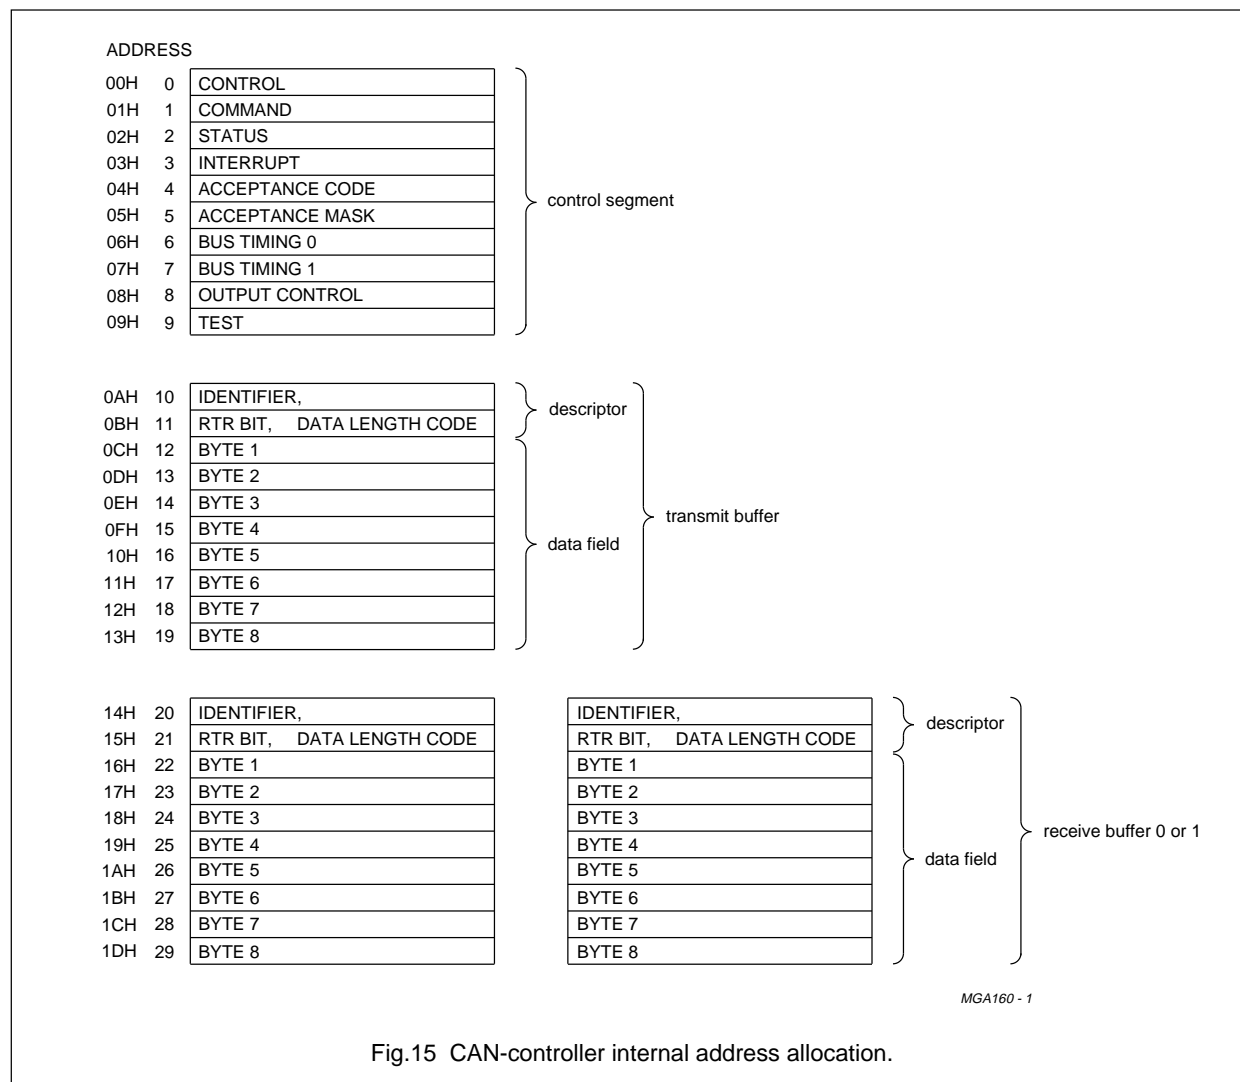 ADDRESS
00H 0 CONTROL
01H 1 COMMAND
02H 2 STATUS
03H 3 INTERRUPT
04H 4 ACCEPTANCE CODE
05H 5 ACCEPTANCE MASK
06H 6 BUS TIMING 0
07H 7 BUS TIMING 1
08H 8 OUTPUT CONTROL
09H 9 TEST
control segment
0AH 10 IDENTIFIER,
0BH 11 RTR BIT, DATA LENGTH CODE
0CH 12 BYTE 1
0DH 13 BYTE 2
0EH 14 BYTE 3
0FH 15 BYTE 4
10H 16 BYTE 5
11H 17 BYTE 6
12H 18 BYTE 7
13H 19 BYTE 8
descriptor
data field
transmit buffer
14H 20 IDENTIFIER, IDENTIFIER,
15H 21 RTR BIT, DATA LENGTH CODE RTR BIT, DATA LENGTH CODE
16H 22 BYTE 1 BYTE 1
17H 23 BYTE 2 BYTE 2
18H 24 BYTE 3 BYTE 3
19H 25 BYTE 4 BYTE 4
1AH 26 BYTE 5 BYTE 5
1BH 27 BYTE 6 BYTE 6
1CH 28 BYTE 7 BYTE 7
1DH 29 BYTE 8 BYTE 8
descriptor
data field
receive buffer 0 or 1
MGA160 - 1
Fig.15 CAN-controller internal address allocation.